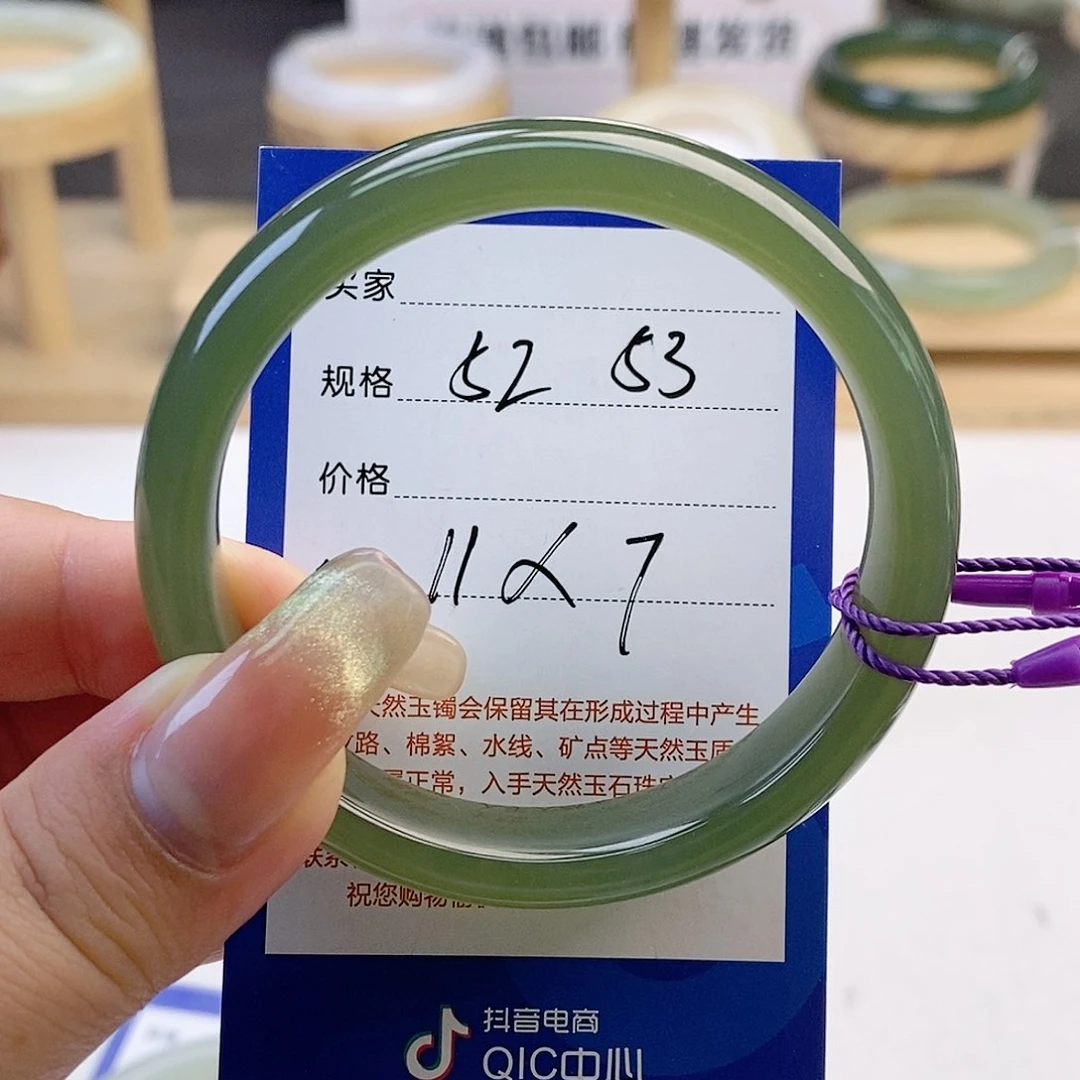 买家
规格 52 53
价格
11 x 7
天然玉镯会保留其在形成过程中产生
路、棉絮、水线、矿点等天然玉质
正常，入手天然玉石珠
祝您购物愉
抖音电商
QIC中心